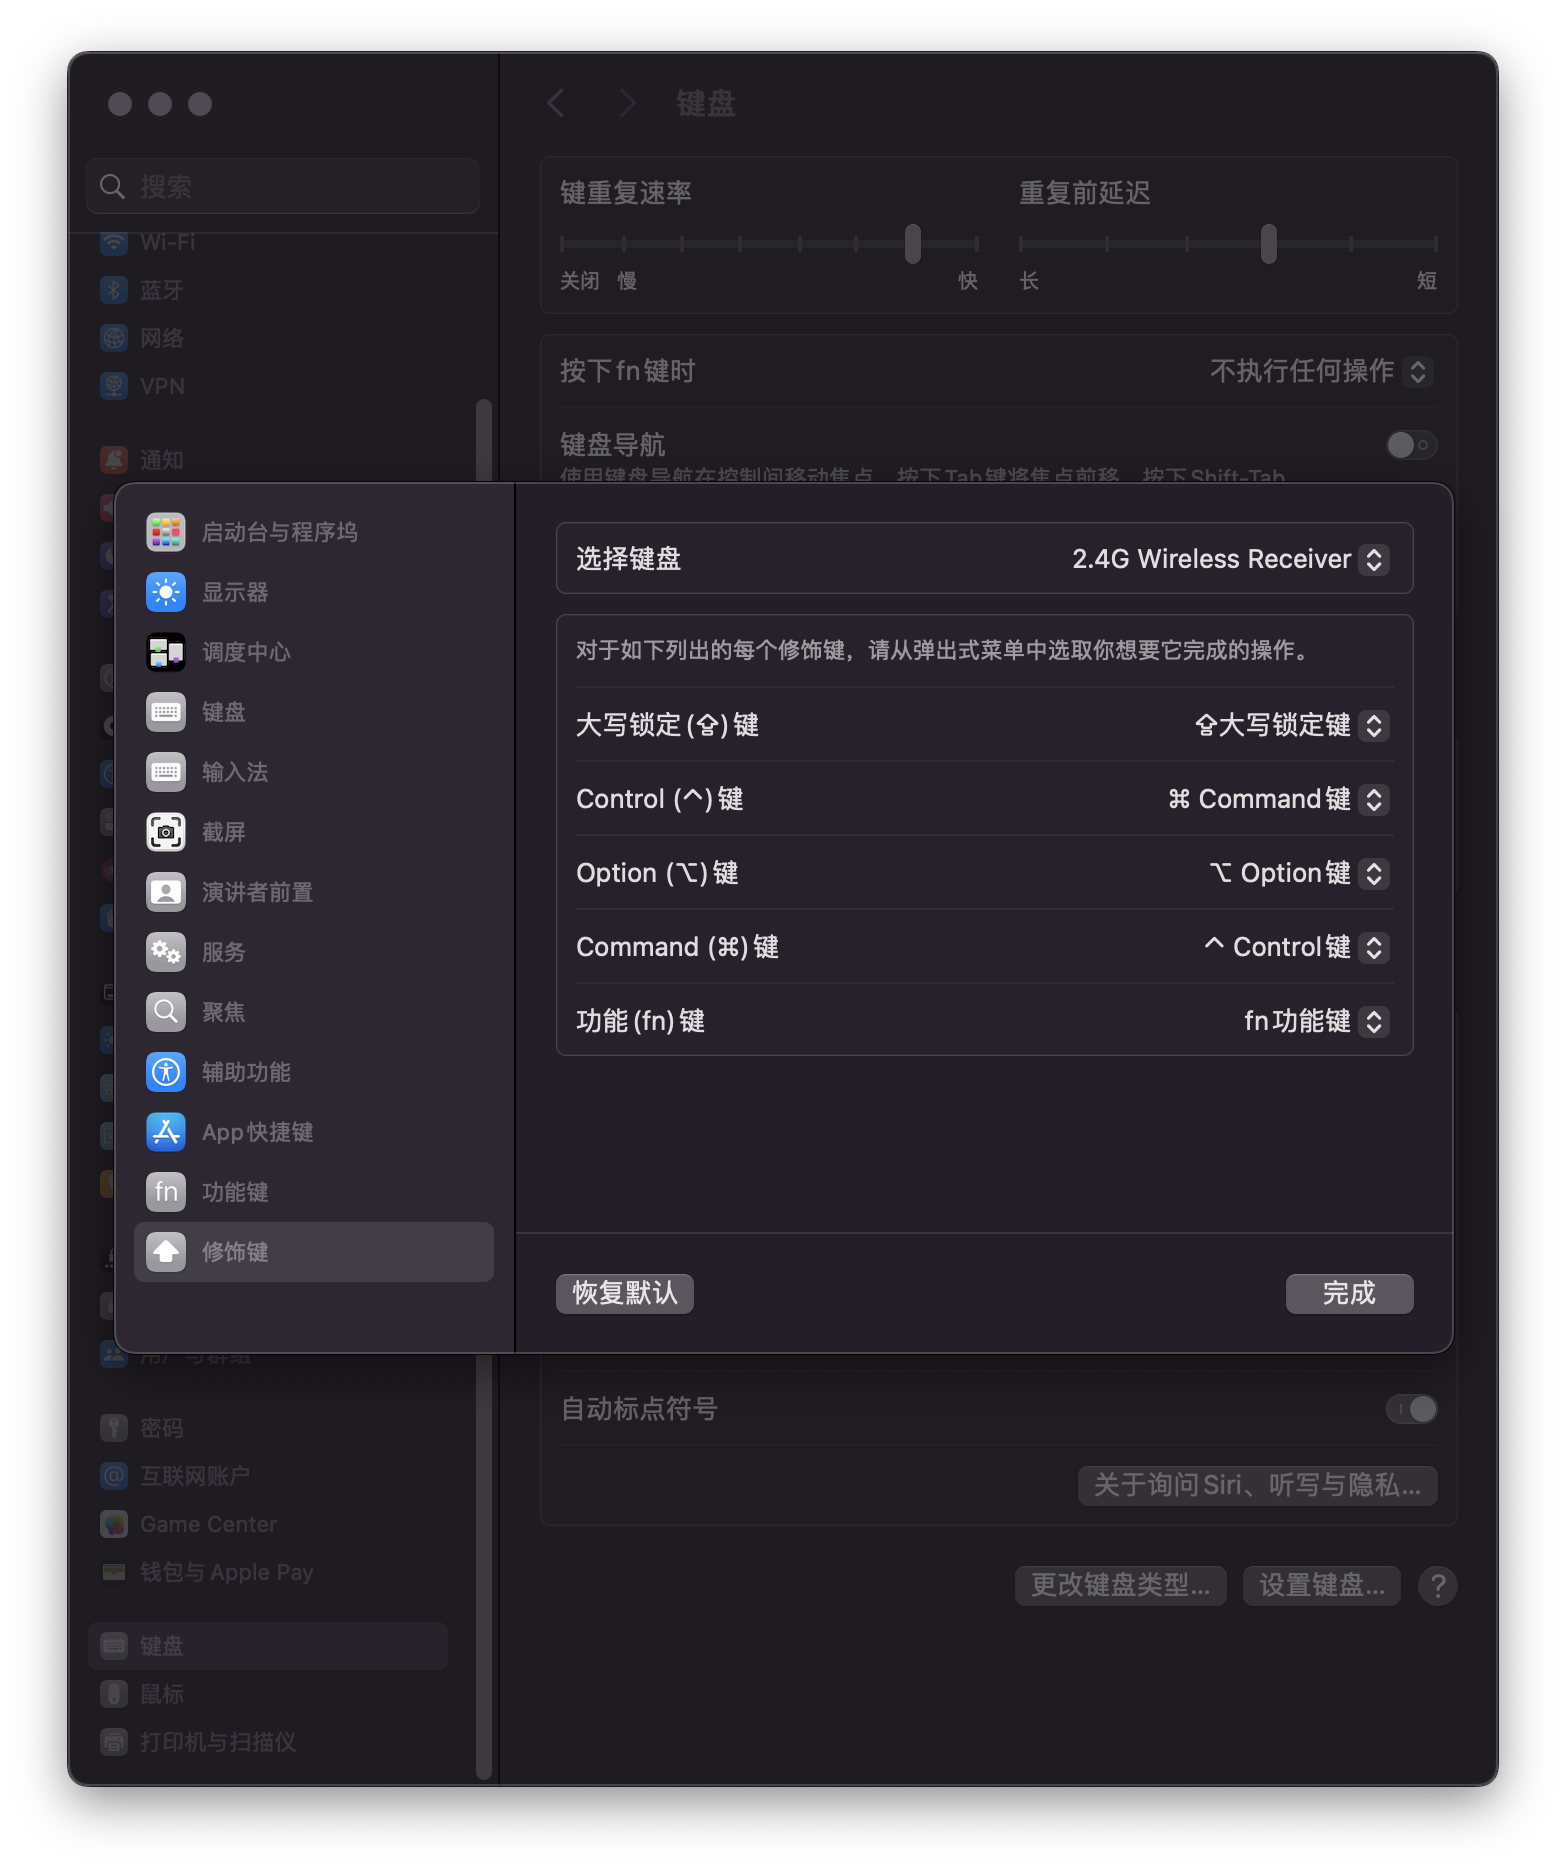 键盘
搜索
Wi-Fi
蓝牙
网络
VPN
通知
键重复速率
重复前延迟
关闭 慢 快
长 短
按下fn键时 不执行任何操作
键盘导航
使用键盘导航在控制间移动焦点。按下Tab键将焦点前移，按下Shift-Tab
启动台与程序坞
显示器
调度中心
键盘
输入法
截屏
演讲者前置
服务
聚焦
辅助功能
App快捷键
fn 功能键
修饰键
选择键盘 2.4G Wireless Receiver
对于如下列出的每个修饰键，请从弹出式菜单中选取你想要它完成的操作。
大写锁定(⇪)键 ⇪大写锁定键
Control (^)键 ⌘ Command键
Option (⌥)键 ⌥ Option键
Command (⌘)键 ^ Control键
功能(fn)键 fn功能键
恢复默认
完成
用户与群组
密码
互联网账户
Game Center
钱包与Apple Pay
键盘
鼠标
打印机与扫描仪
自动标点符号
关于询问Siri、听写与隐私...
更改键盘类型...
设置键盘...
?